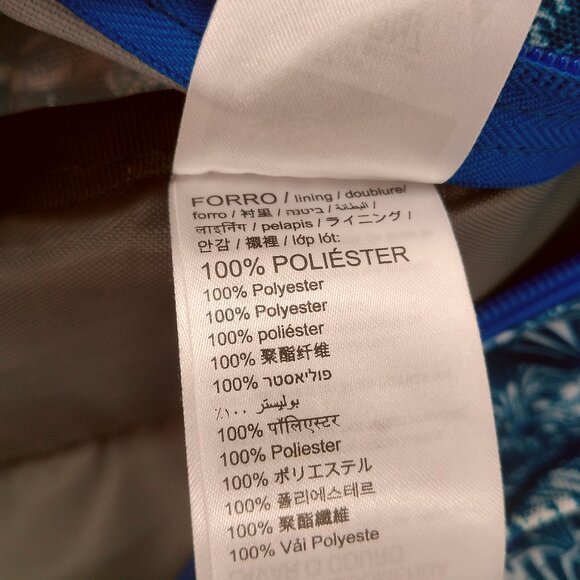 FORRO / lining / doublure/
forro / 衬里 / ביטנה / البطانة /
लाइनिंग / pelapis / ライニング /
안감 / 襯裡 / lớp lót:
100% POLIÉSTER
100% Polyester
100% Polyester
100% poliéster
100% 聚酯纤维
100% פוליאסטר
٪١٠٠ بوليستر
100% पॉलिएस्टर
100% Poliester
100% ポリエステル
100% 폴리에스테르
100% 聚酯纖維
100% Vải Polyeste